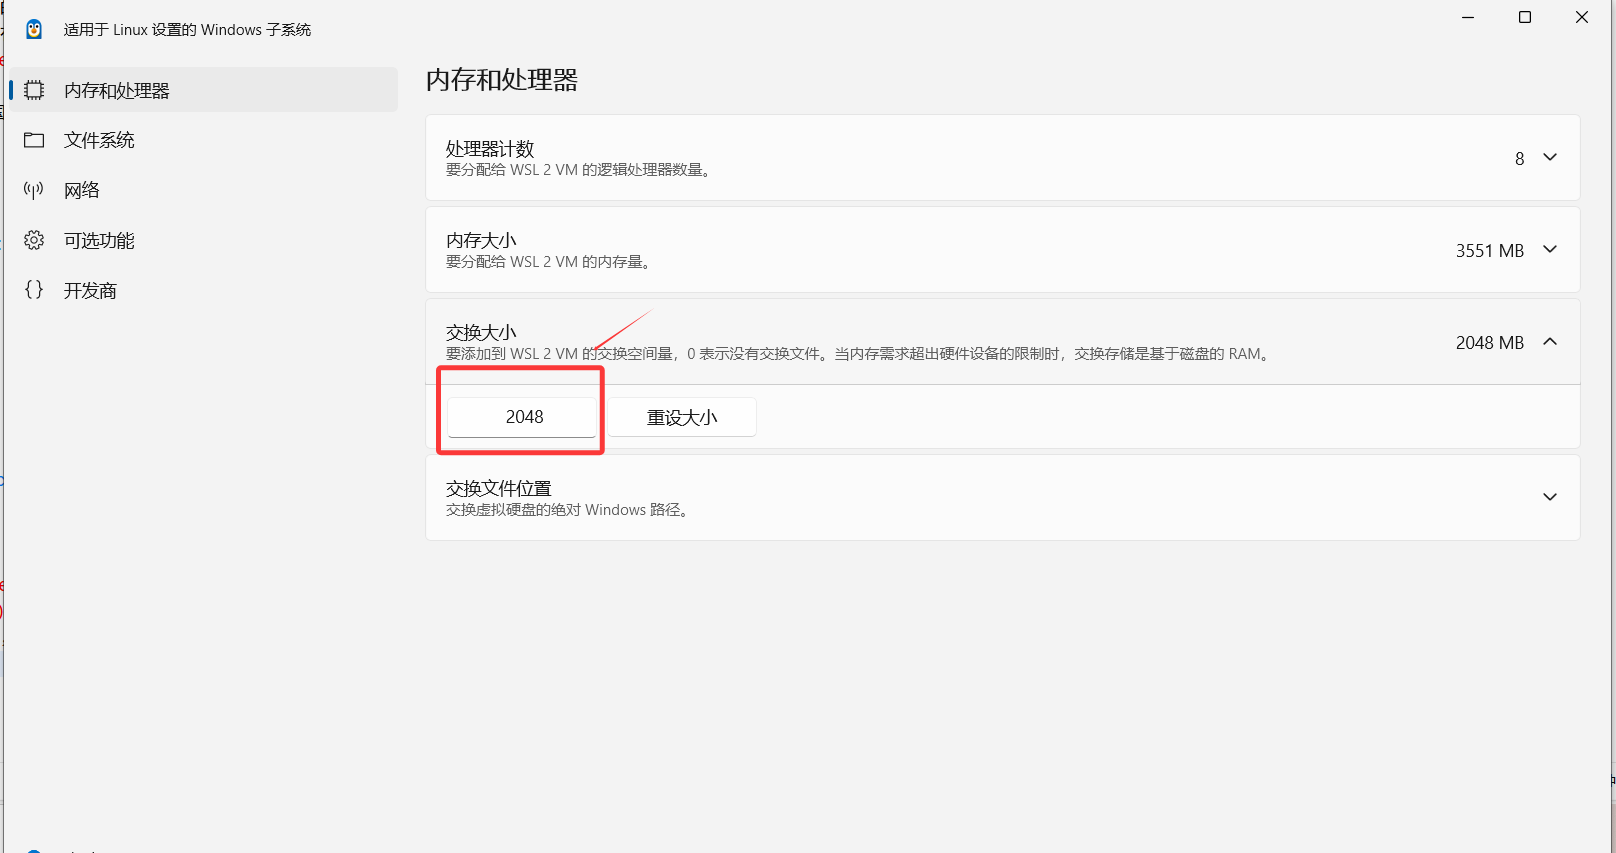 适用于 Linux 设置的 Windows 子系统
内存和处理器
文件系统
网络
可选功能
开发商
内存和处理器
处理器计数
要分配给 WSL 2 VM 的逻辑处理器数量。
8
内存大小
要分配给 WSL 2 VM 的内存量。
3551 MB
交换大小
要添加到 WSL 2 VM 的交换空间量，0 表示没有交换文件。当内存需求超出硬件设备的限制时，交换存储是基于磁盘的 RAM。
2048 MB
2048
重设大小
交换文件位置
交换虚拟硬盘的绝对 Windows 路径。